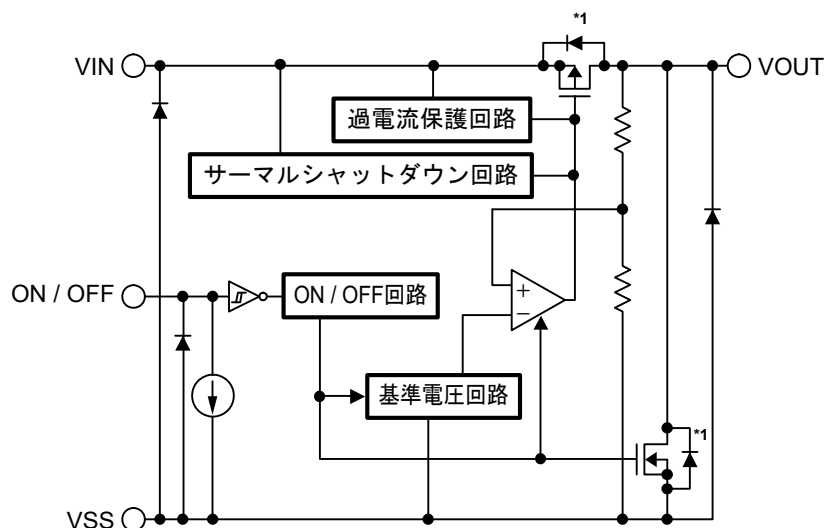 *1
VIN
VOUT
過電流保護回路
サーマルシャットダウン回路
+
−
ON / OFF
ON / OFF回路
基準電圧回路
*1
VSS